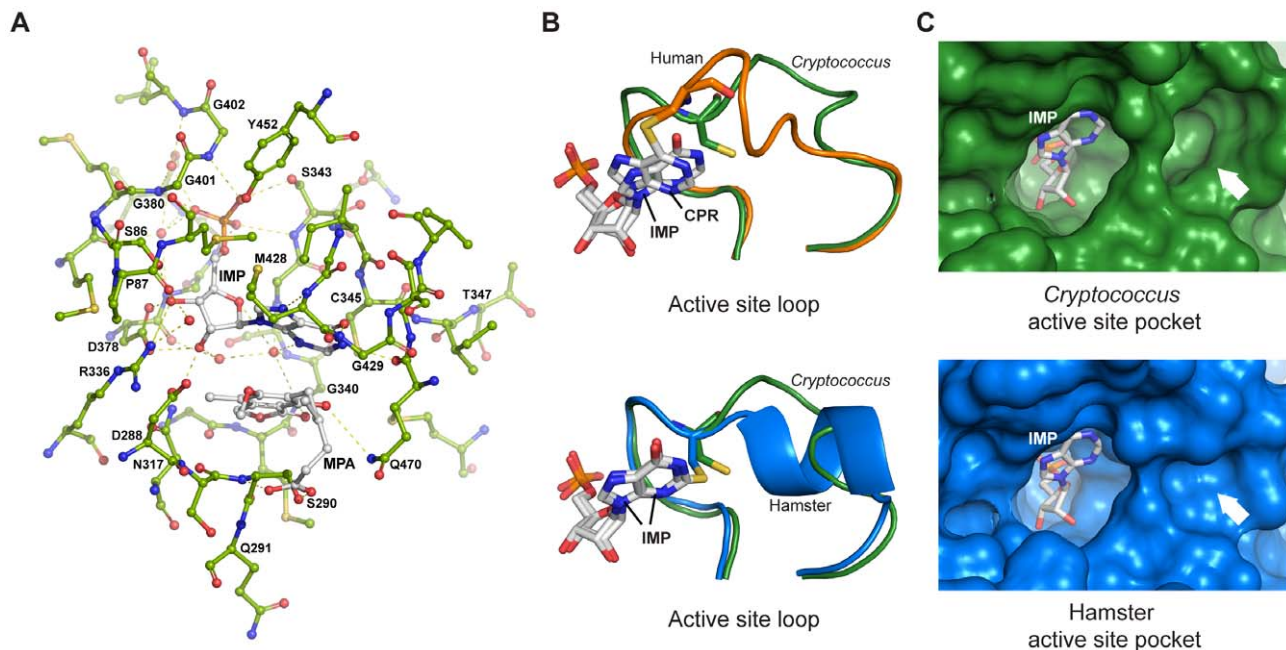 A
G402
Y452
G401
S343
G380
S86
IMP
M428
P87
C345
T347
D378
G429
R336
G340
D288
MPA
N317
Q470
S290
Q291
B
Human
Cryptococcus
CPR
IMP
Active site loop
Cryptococcus
Hamster
IMP
Active site loop
C
IMP
Cryptococcus
active site pocket
IMP
Hamster
active site pocket